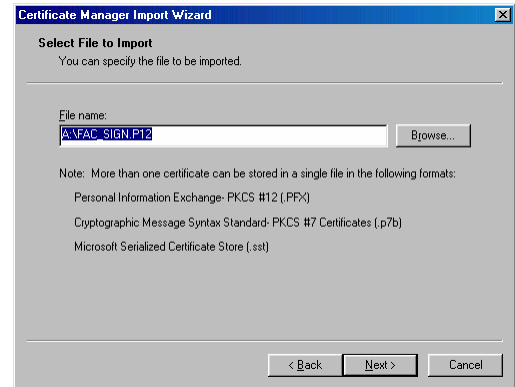 Certificate Manager Import Wizard
Select File to Import
You can specify the file to be imported.
File name:
A:\FAC_SIGN.P12
Browse...
Note: More than one certificate can be stored in a single file in the following formats:
Personal Information Exchange- PKCS #12 (.PFX)
Cryptographic Message Syntax Standard- PKCS #7 Certificates (.p7b)
Microsoft Serialized Certificate Store (.sst)
< Back
Next >
Cancel